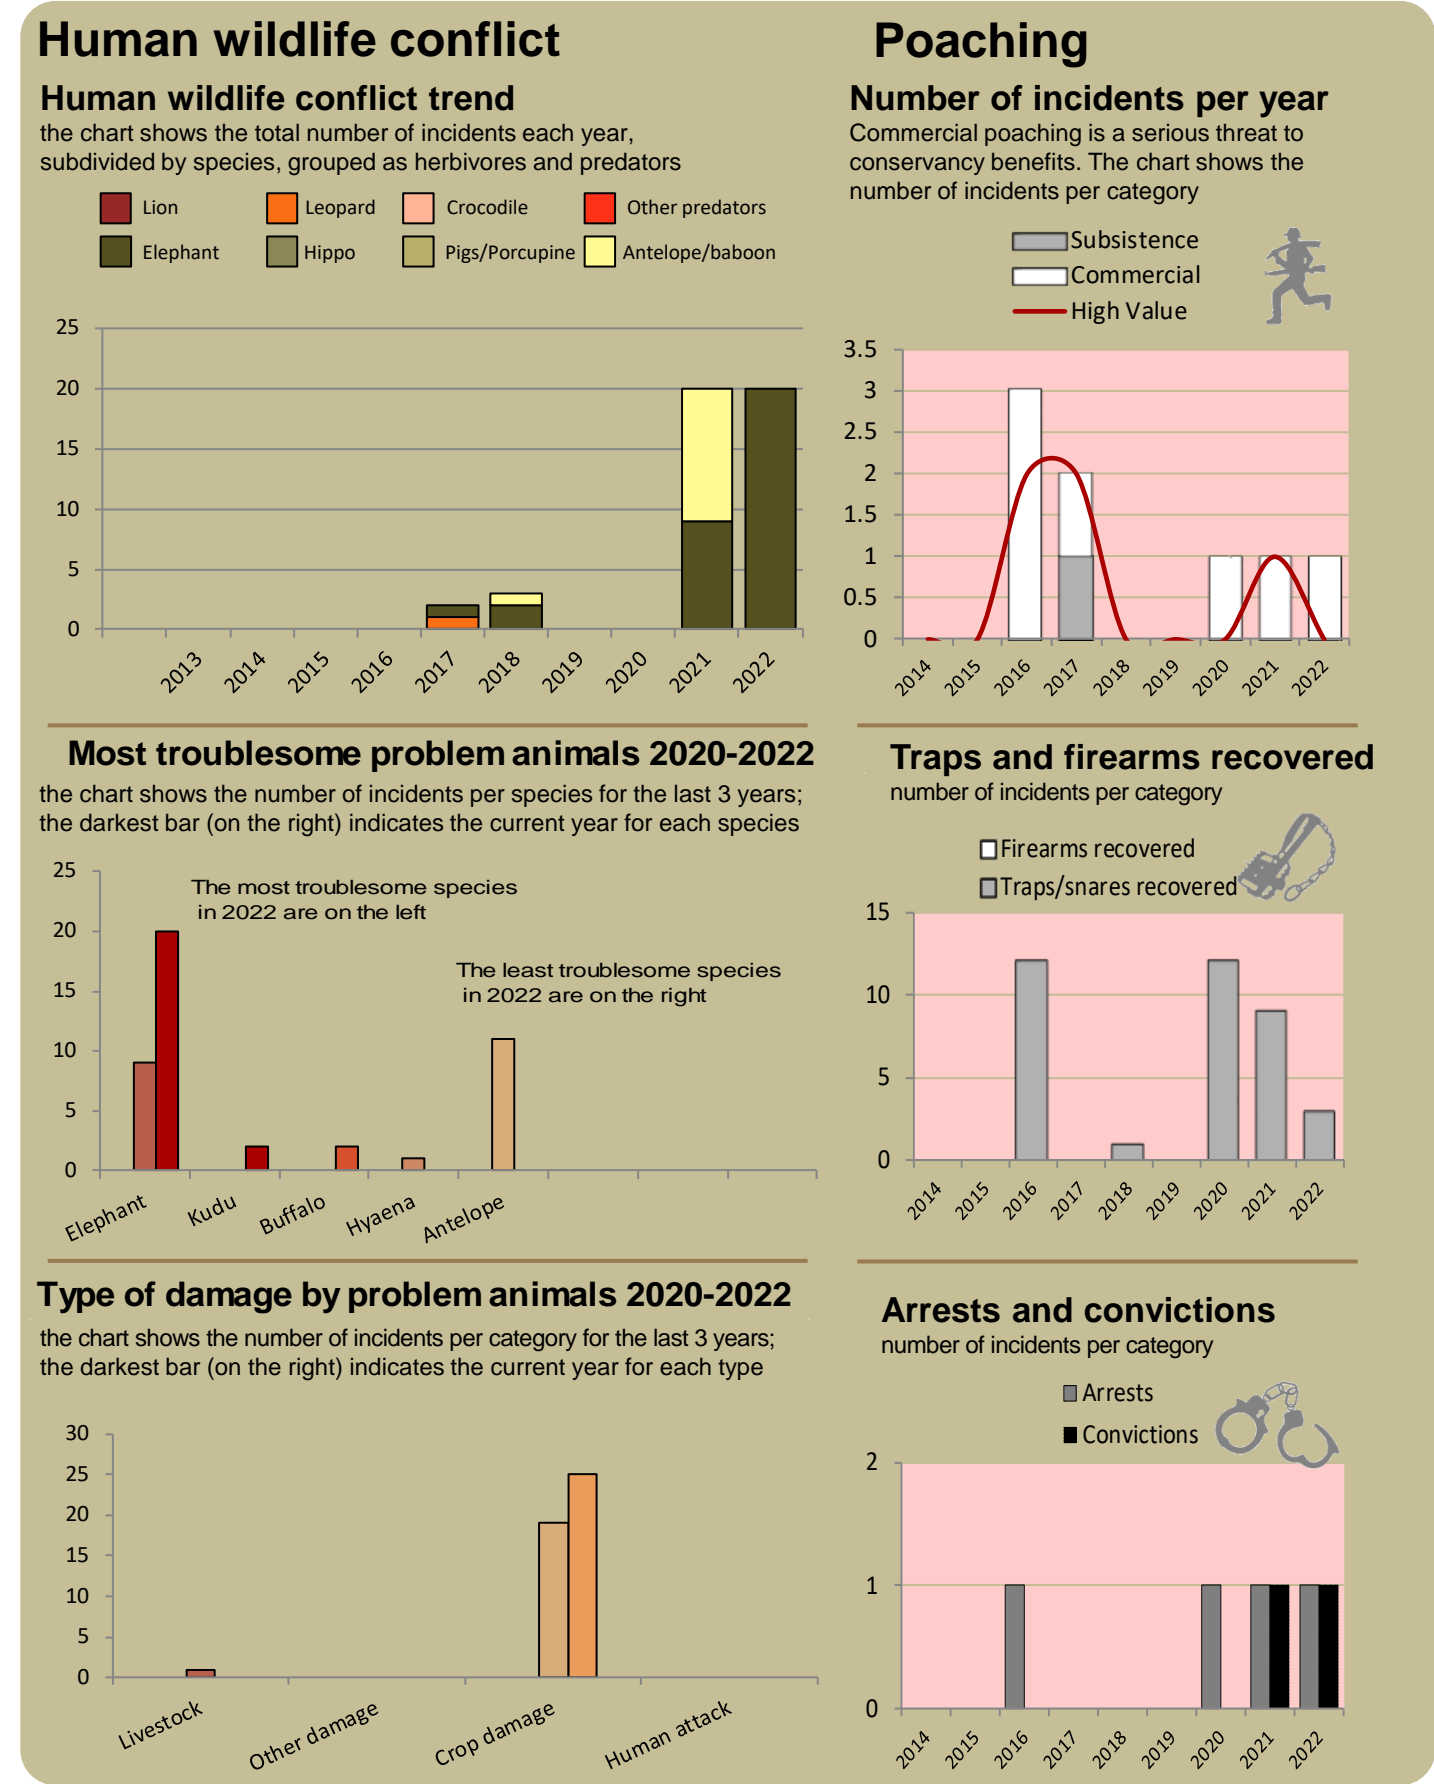 Human wildlife conflict
Human wildlife conflict trend
the chart shows the total number of incidents each year,
subdivided by species, grouped as herbivores and predators
Lion
Leopard
Crocodile
Other predators
Elephant
Hippo
Pigs/Porcupine
Antelope/baboon
25
20
15
10
5
0
2013
2014
2015
2016
2017
2018
2019
2020
2021
2022
Most troublesome problem animals 2020-2022
the chart shows the number of incidents per species for the last 3 years;
the darkest bar (on the right) indicates the current year for each species
The most troublesome species
in 2022 are on the left
The least troublesome species
in 2022 are on the right
25
20
15
10
5
0
Elephant
Kudu
Buffalo
Hyaena
Antelope
Type of damage by problem animals 2020-2022
the chart shows the number of incidents per category for the last 3 years;
the darkest bar (on the right) indicates the current year for each type
30
25
20
15
10
5
0
Livestock
Other damage
Crop damage
Human attack
Poaching
Number of incidents per year
Commercial poaching is a serious threat to
conservancy benefits. The chart shows the
number of incidents per category
Subsistence
Commercial
High Value
3.5
3
2.5
2
1.5
1
0.5
0
2014
2015
2016
2017
2018
2019
2020
2021
2022
Traps and firearms recovered
number of incidents per category
Firearms recovered
Traps/snares recovered
15
10
5
0
2014
2015
2016
2017
2018
2019
2020
2021
2022
Arrests and convictions
number of incidents per category
Arrests
Convictions
2
1
0
2014
2015
2016
2017
2018
2019
2020
2021
2022